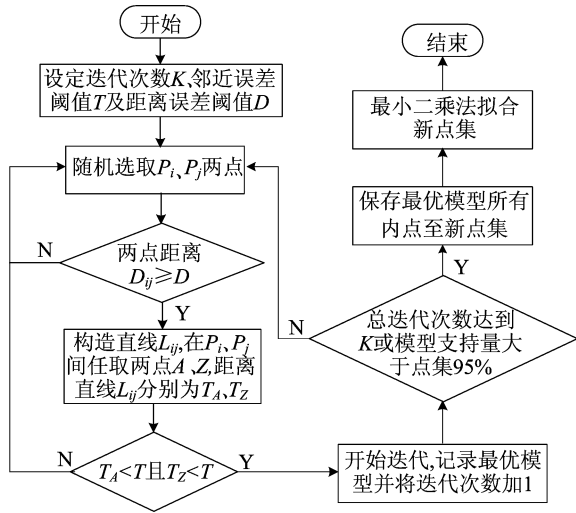 开始
设定迭代次数K、邻近误差
阈值T及距离误差阈值D
随机选取Pi、Pj两点
N
两点距离
Dij≥D
Y
构造直线Lij,在Pi、Pj
间任取两点A、Z,距离
直线Lij分别为TA、TZ
N
TA<T且TZ<T
Y
开始迭代,记录最优模
型并将迭代次数加1
总迭代次数达到
K或模型支持量大
于点集95%
N
Y
保存最优模型所有
内点至新点集
最小二乘法拟合
新点集
结束